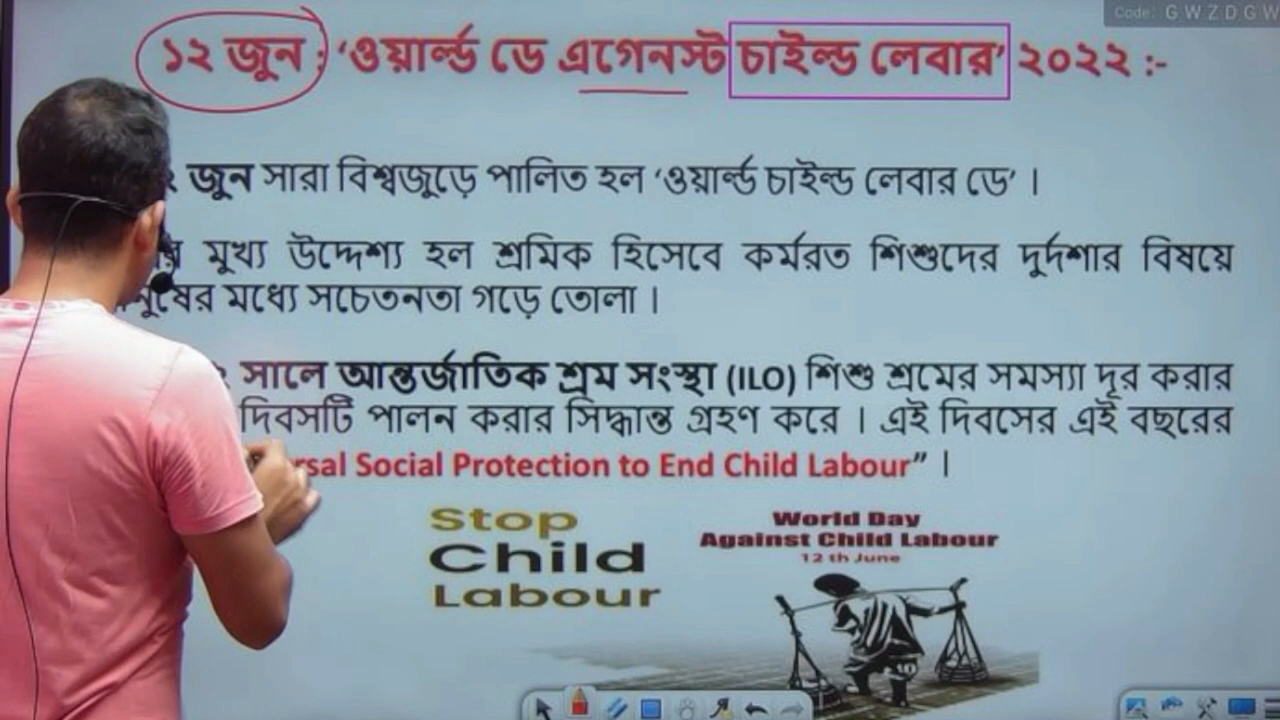 Code: G W Z D G W
১২ জুন : ‘ওয়ার্ল্ড ডে এগেনস্ট চাইল্ড লেবার’ ২০২২ :-
জুন সারা বিশ্বজুড়ে পালিত হল ‘ওয়ার্ল্ড চাইল্ড লেবার ডে’ ।
মুখ্য উদ্দেশ্য হল শ্রমিক হিসেবে কর্মরত শিশুদের দুর্দশার বিষয়ে
মধ্যে সচেতনতা গড়ে তোলা ।
সালে আন্তর্জাতিক শ্রম সংস্থা (ILO) শিশু শ্রমের সমস্যা দূর করার
দিবসটি পালন করার সিদ্ধান্ত গ্রহণ করে । এই দিবসের এই বছরের
Social Protection to End Child Labour” ।
Stop
Child
Labour
World Day
Against Child Labour
12 th June